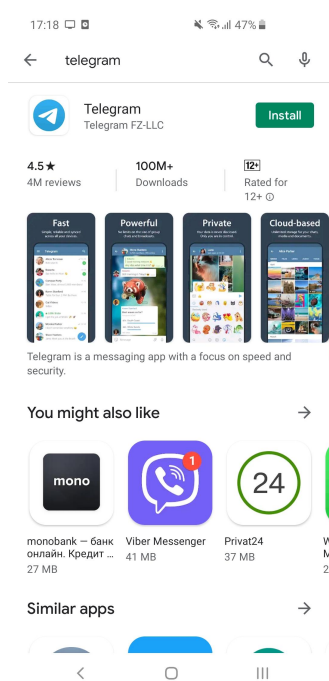 17:18 47%
telegram
Telegram
Telegram FZ-LLC
Install
4.5★ 100M+ 12+
4M reviews Downloads Rated for
12+
Fast Powerful Private Cloud-based
Telegram is a messaging app with a focus on speed and
security.
You might also like
mono 1 24
monobank — банк Viber Messenger Privat24
онлайн. Кредит ... 41 MB 37 MB
27 MB
Similar apps